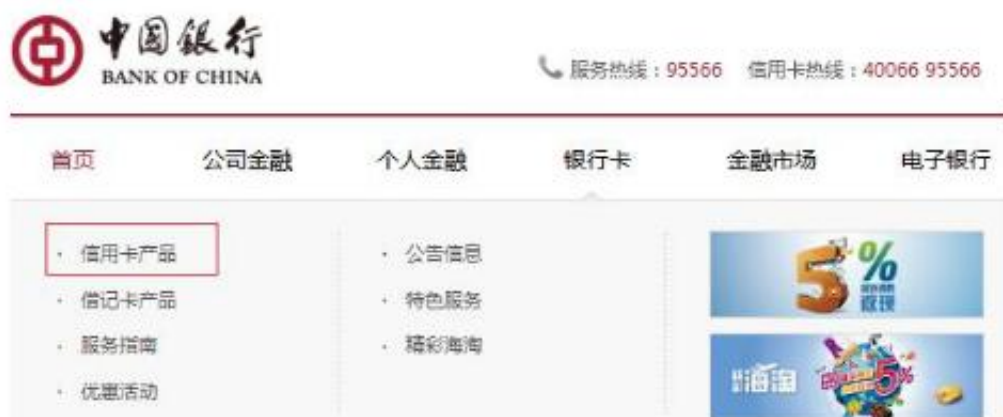 中国银行
BANK OF CHINA
服务热线：95566 信用卡热线：40066 95566
首页 公司金融 个人金融 银行卡 金融市场 电子银行
· 信用卡产品 · 公告信息
· 借记卡产品 · 特色服务
· 服务指南 · 精彩海淘
· 优惠活动
5%
返现
海淘
5%